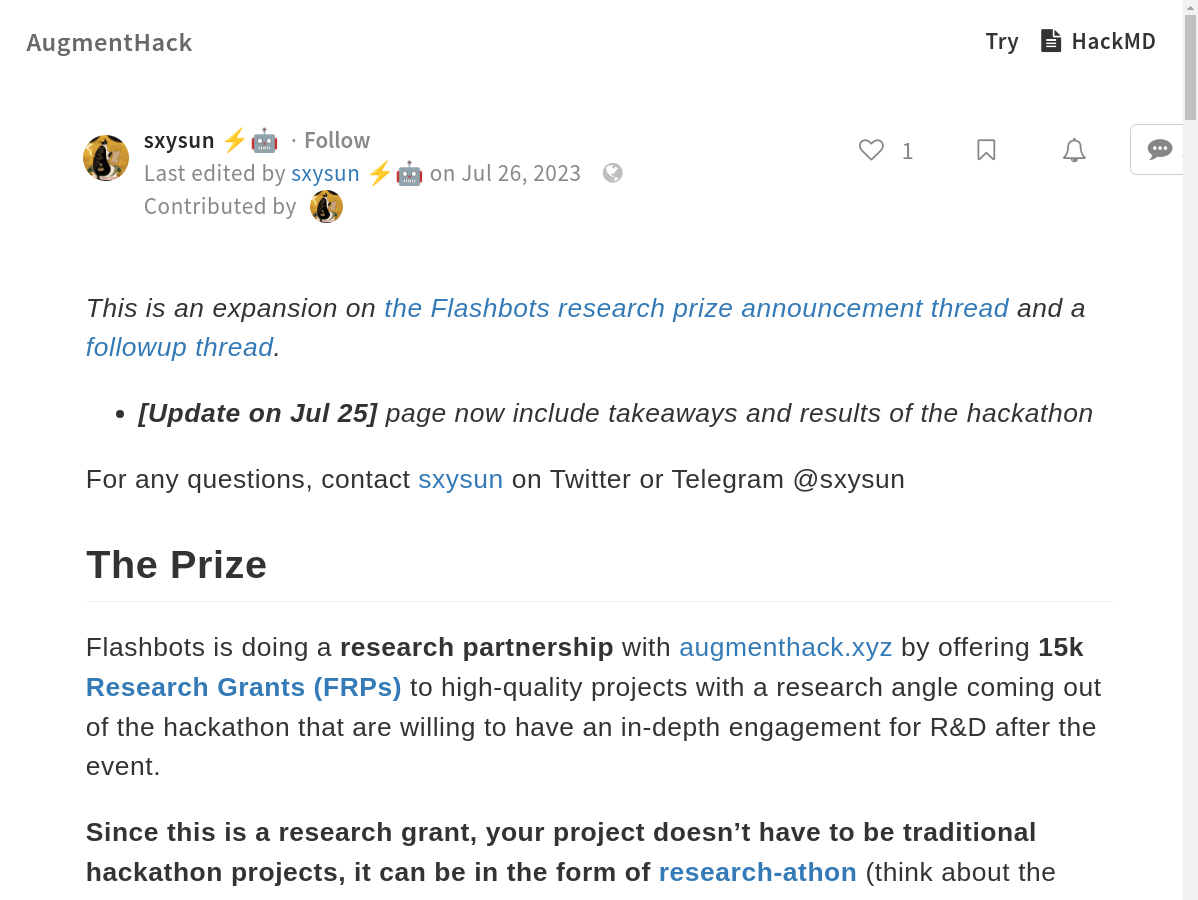 AugmentHack
Try HackMD
sxysun ⚡🤖 · Follow
1
Last edited by sxysun ⚡🤖 on Jul 26, 2023
Contributed by
This is an expansion on the Flashbots research prize announcement thread and a
followup thread.
• [Update on Jul 25] page now include takeaways and results of the hackathon
For any questions, contact sxysun on Twitter or Telegram @sxysun
The Prize
Flashbots is doing a research partnership with augmenthack.xyz by offering 15k
Research Grants (FRPs) to high-quality projects with a research angle coming out
of the hackathon that are willing to have an in-depth engagement for R&D after the
event.
Since this is a research grant, your project doesn’t have to be traditional
hackathon projects, it can be in the form of research-athon (think about the